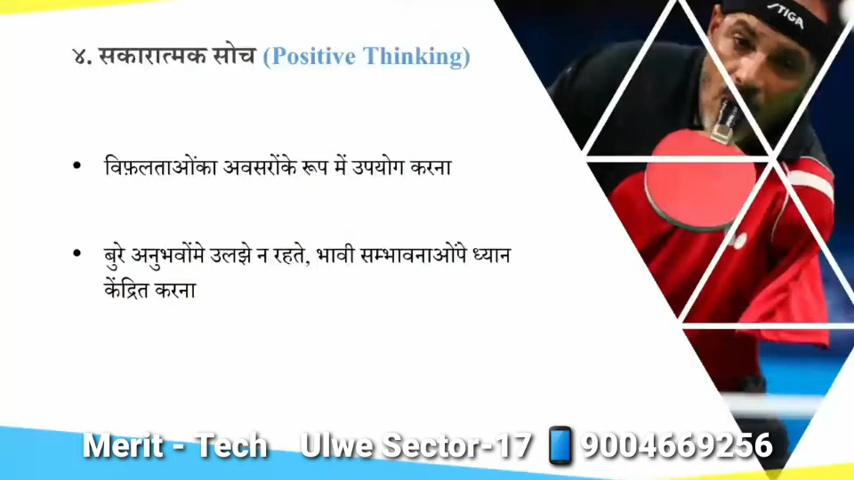 ४. सकारात्मक सोच (Positive Thinking)
STIGA
• विफ़लताओंका अवसरोंके रूप में उपयोग करना
• बुरे अनुभवोंमे उलझे न रहते, भावी सम्भावनाओंपे ध्यान
केंद्रित करना
Merit - Tech Ulwe Sector-17 📱9004669256